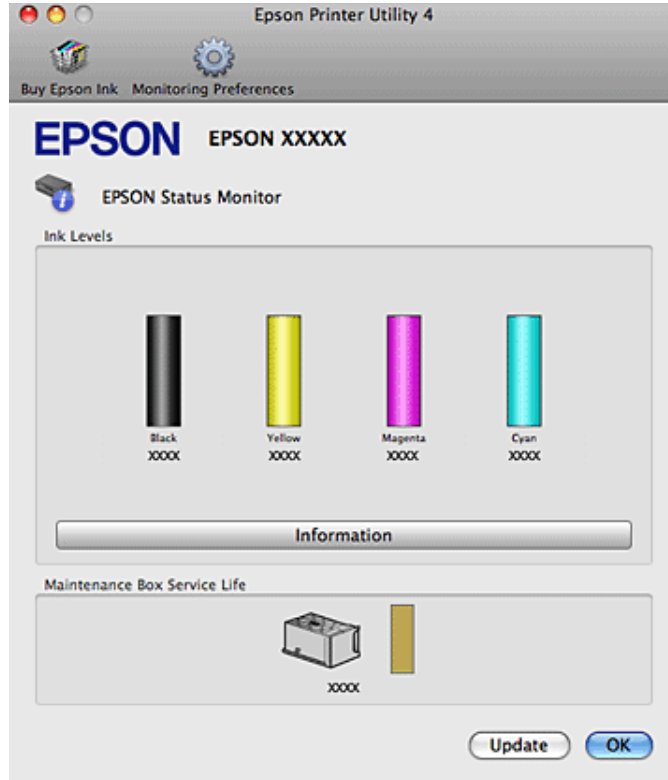 Epson Printer Utility 4
Buy Epson Ink Monitoring Preferences
EPSON EPSON XXXXX
EPSON Status Monitor
Ink Levels
Black Yellow Magenta Cyan
XXXX XXXX XXXX XXXX
Information
Maintenance Box Service Life
XXXX
Update OK